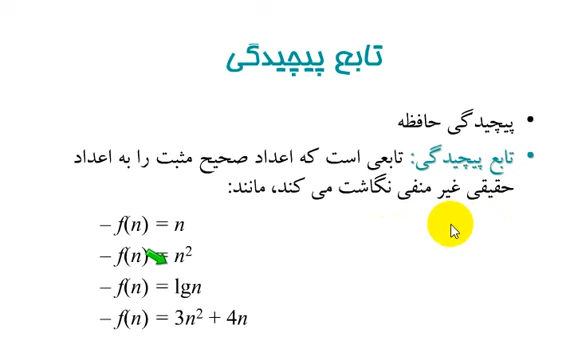 تابع پیچیدگی
• پیچیدگی حافظه
• تابع پیچیدگی: تابعی است که اعداد صحیح مثبت را به اعداد
حقیقی غیر منفی نگاشت می کند، مانند:
– f(n) = n
– f(n) = n²
– f(n) = lgn
– f(n) = 3n² + 4n